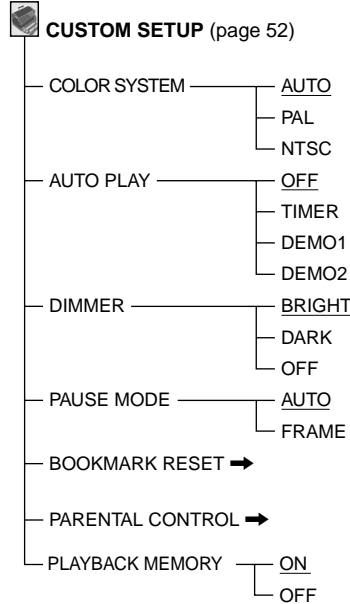 CUSTOM SETUP (page 52)
COLOR SYSTEM AUTO
PAL
NTSC
AUTO PLAY OFF
TIMER
DEMO1
DEMO2
DIMMER BRIGHT
DARK
OFF
PAUSE MODE AUTO
FRAME
BOOKMARK RESET ➡
PARENTAL CONTROL ➡
PLAYBACK MEMORY ON
OFF